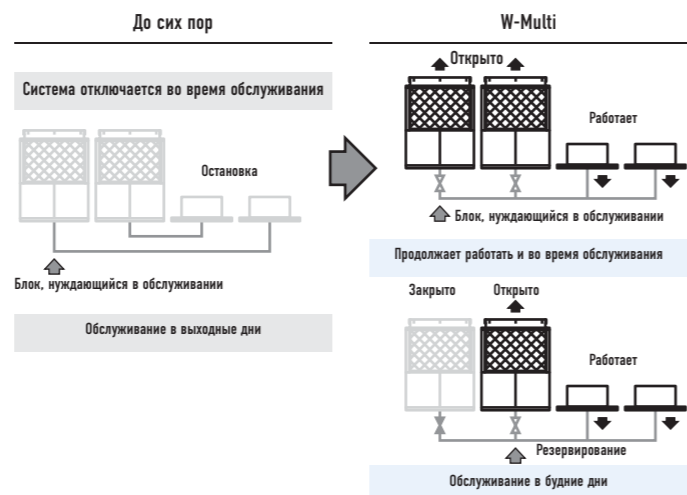 До сих пор
Система отключается во время обслуживания
Остановка
Блок, нуждающийся в обслуживании
Обслуживание в выходные дни
W-Multi
Открыто
Работает
Блок, нуждающийся в обслуживании
Продолжает работать и во время обслуживания
Закрыто
Открыто
Работает
Резервирование
Обслуживание в будние дни